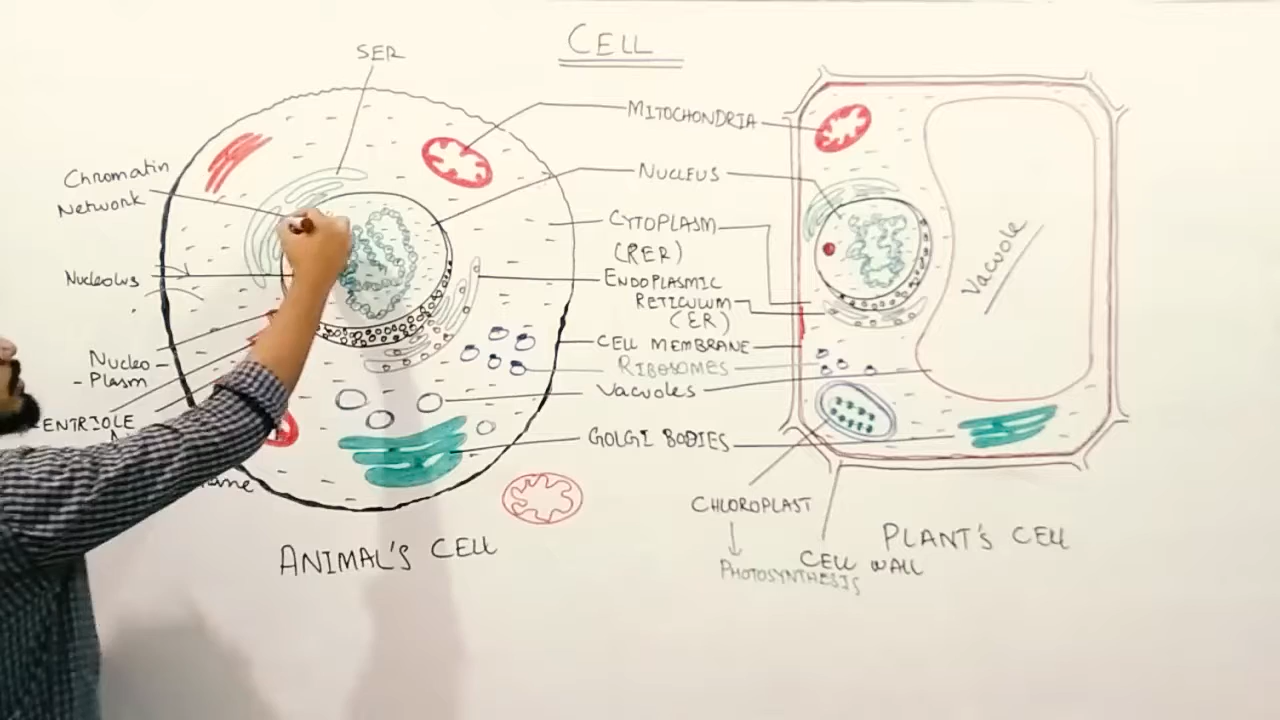 CELL
SER
Chromatin
Network
Nucleolus
Nucleo-
-Plasm
ENTRIOLE
MITOCHONDRIA
NUCLEUS
CYTOPLASM
(RER)
ENDOPLASMIC
RETICULUM
(ER)
CELL MEMBRANE
RIBOSOMES
Vacuoles
GOLGI BODIES
Vacuole
CHLOROPLAST
PHOTOSYNTHESIS
CELL WALL
ANIMAL'S CELL
PLANT'S CELL